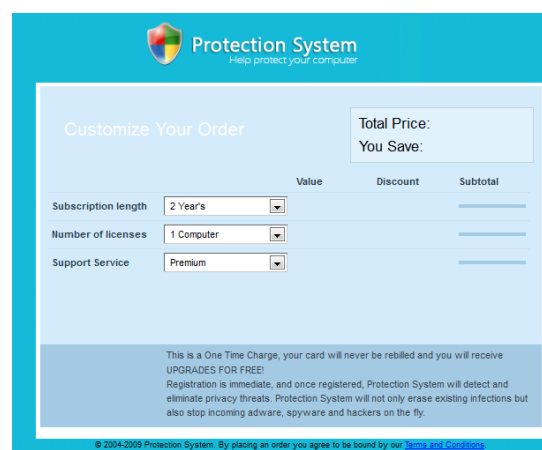 Protection System
Help protect your computer
Customize Your Order
Total Price:
You Save:
Value Discount Subtotal
Subscription length 2 Year's
Number of licenses 1 Computer
Support Service Premium
This is a One Time Charge, your card will never be rebilled and you will receive
UPGRADES FOR FREE!
Registration is immediate, and once registered, Protection System will detect and
eliminate privacy threats. Protection System will not only erase existing infections but
also stop incoming adware, spyware and hackers on the fly.
© 2004-2009 Protection System. By placing an order you agree to be bound by our Terms and Conditions.